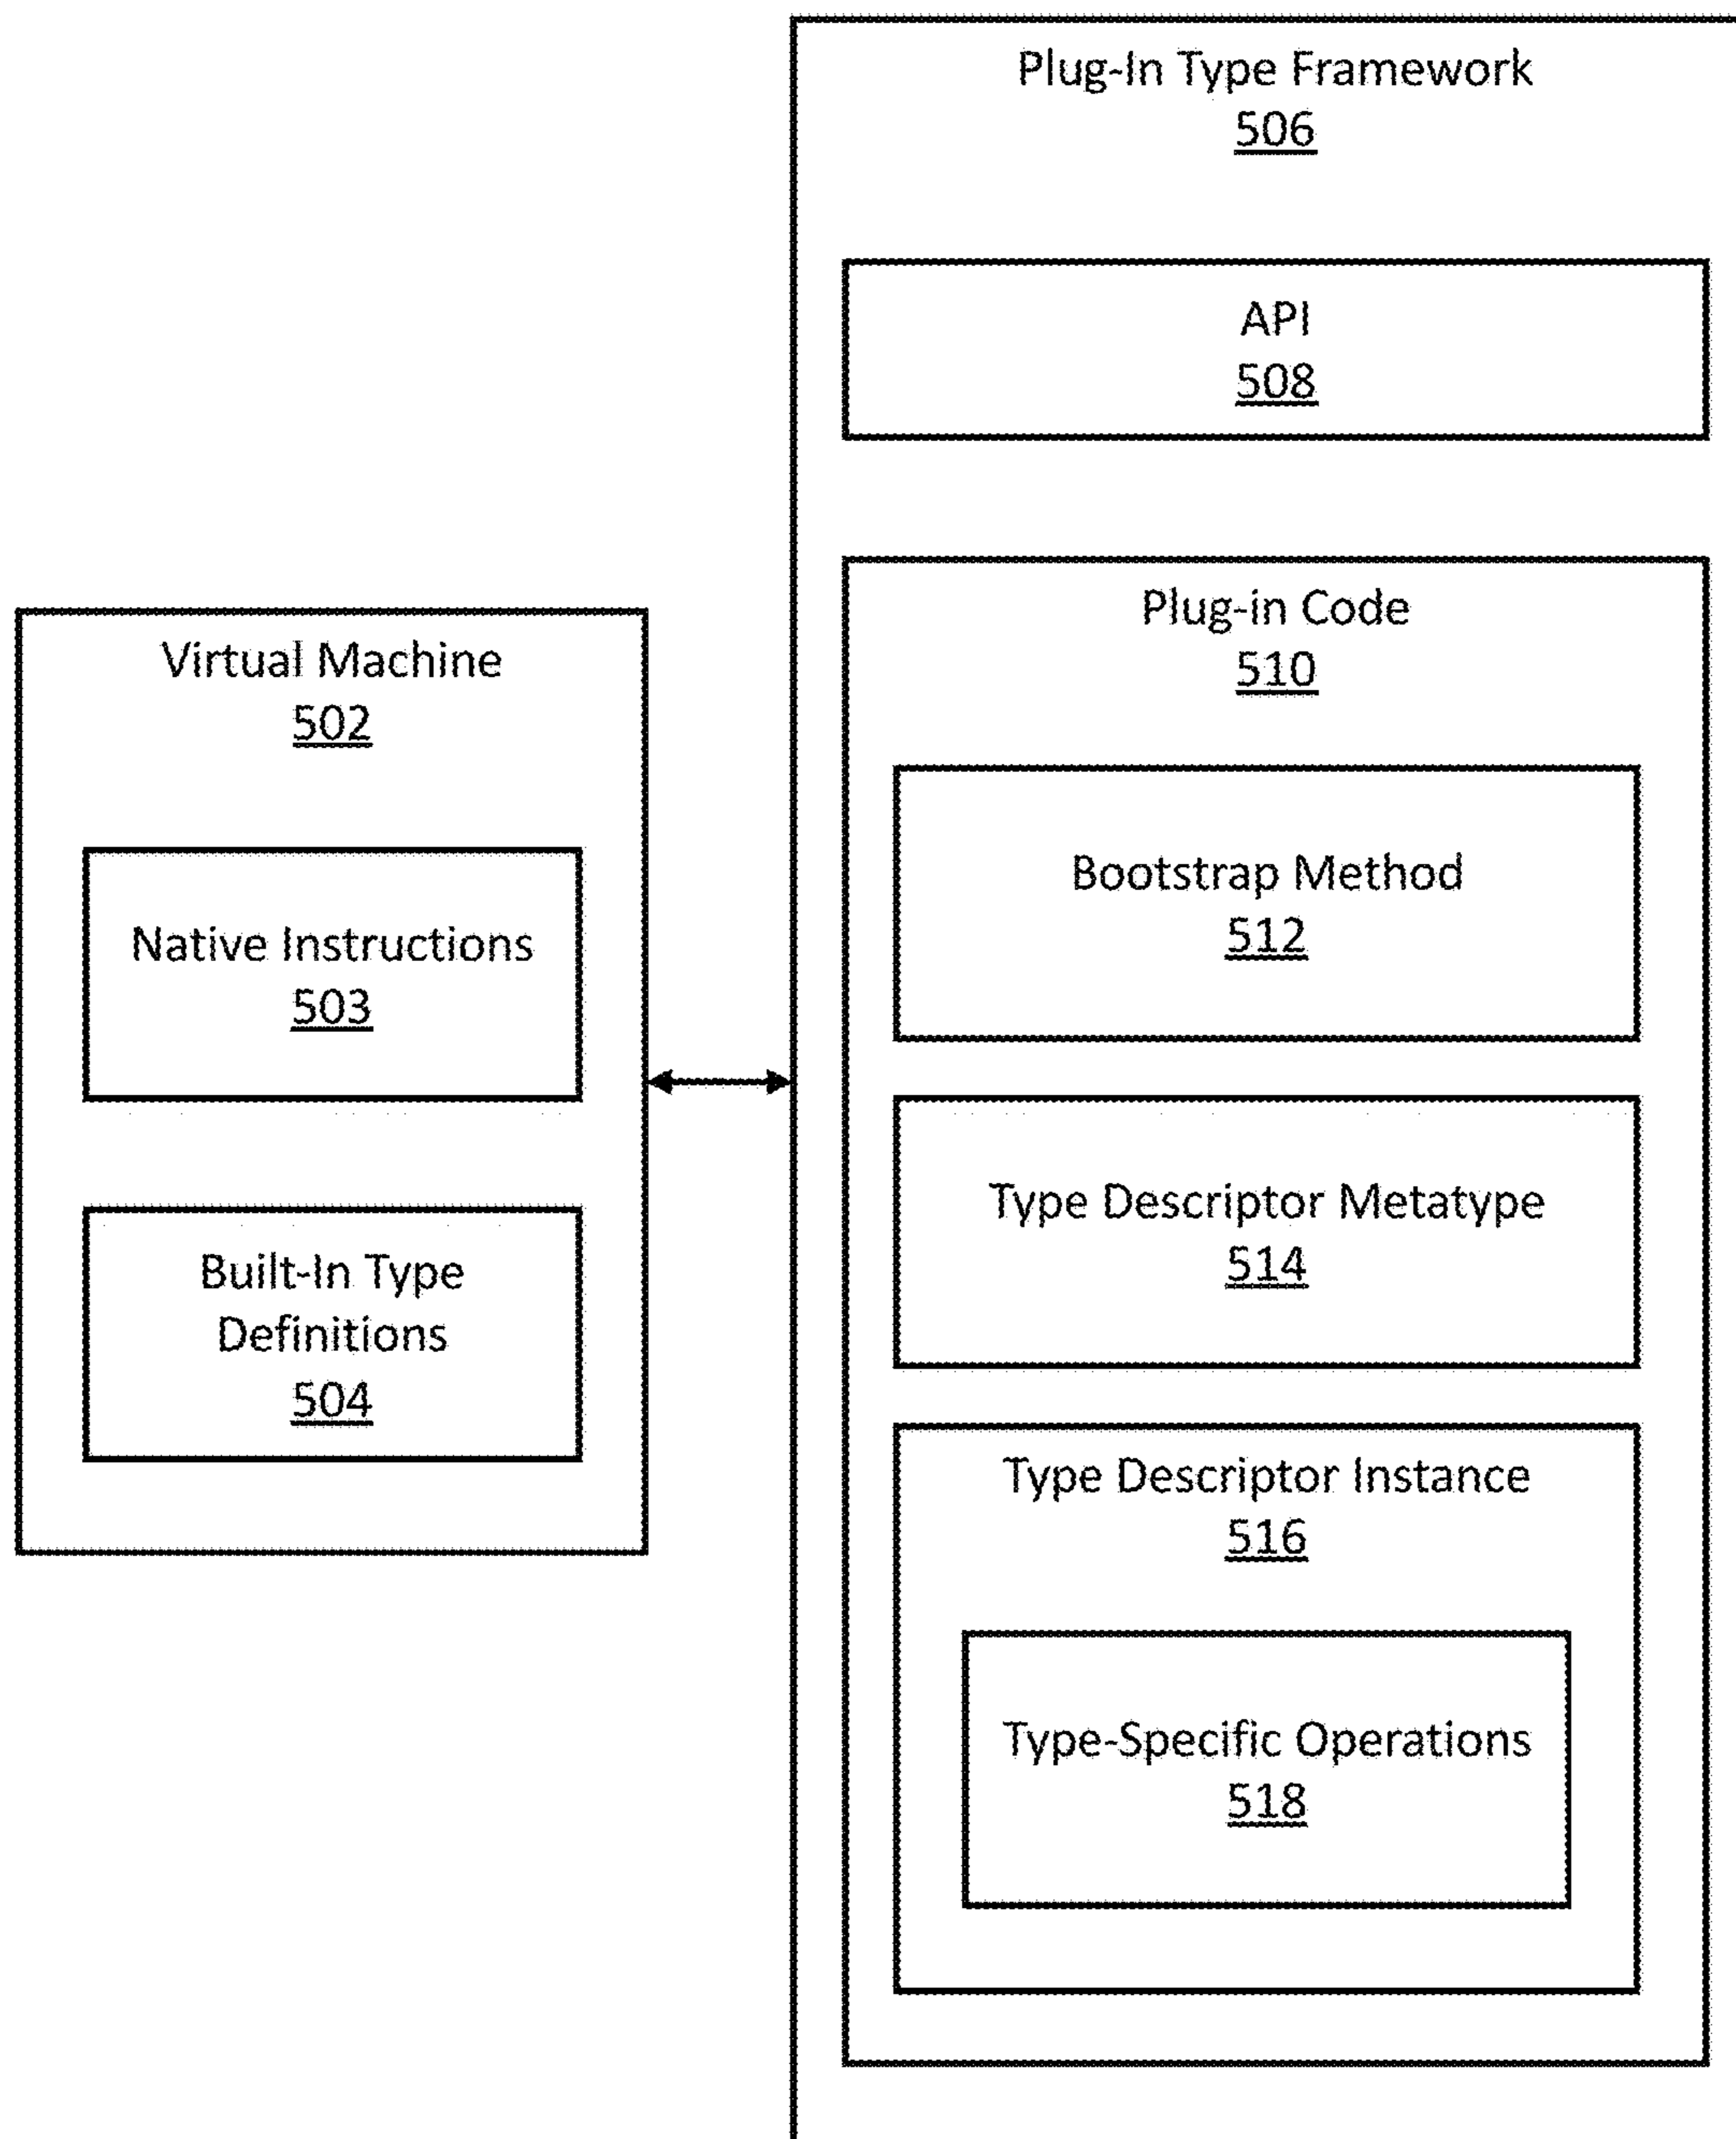 Plug-In Type Framework
506
API
508
Plug-in Code
510
Bootstrap Method
512
Type Descriptor Metatype
514
Type Descriptor Instance
516
Type-Specific Operations
518
Virtual Machine
502
Native Instructions
503
Built-In Type
Definitions
504